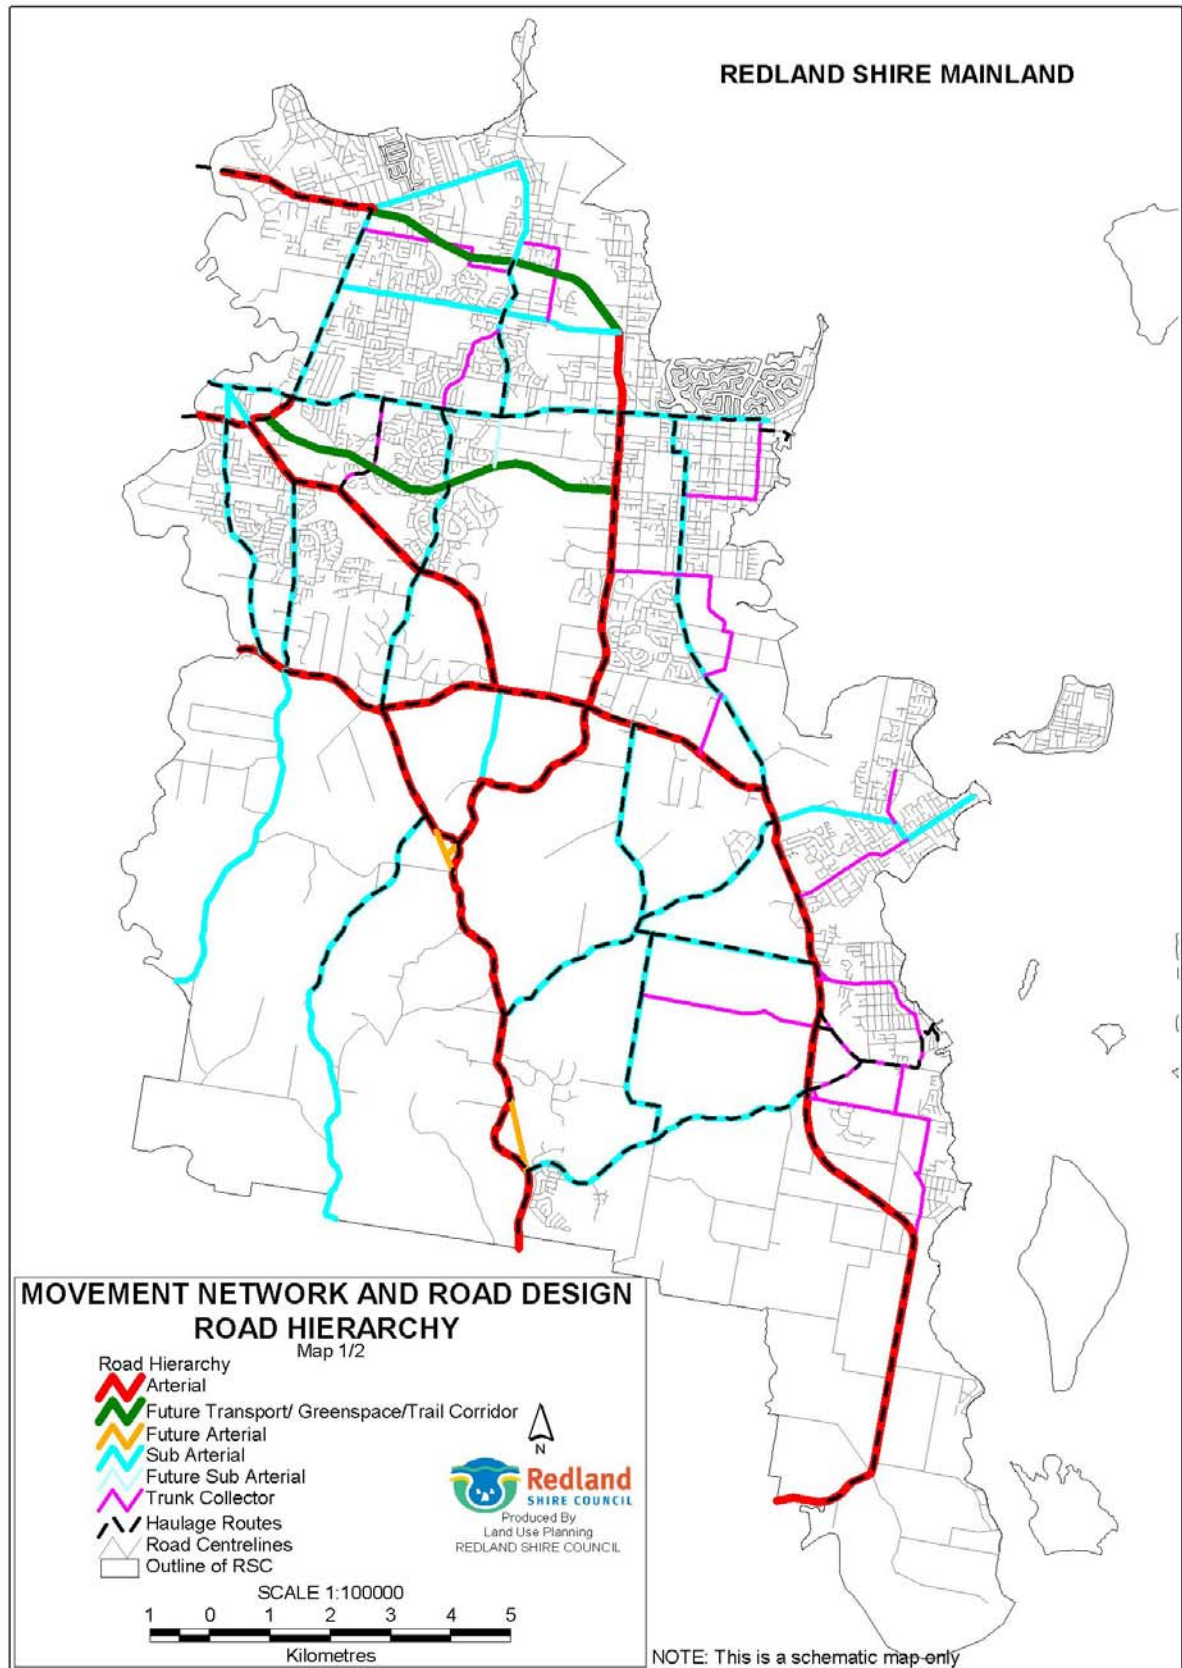 REDLAND SHIRE MAINLAND
MOVEMENT NETWORK AND ROAD DESIGN
ROAD HIERARCHY
Map 1/2
Road Hierarchy
Arterial
Future Transport/ Greenspace/Trail Corridor
Future Arterial
Sub Arterial
Future Sub Arterial
Trunk Collector
Haulage Routes
Road Centrelines
Outline of RSC
N
Redland
SHIRE COUNCIL
Produced By
Land Use Planning
REDLAND SHIRE COUNCIL
SCALE 1:100000
1 0 1 2 3 4 5
Kilometres
NOTE: This is a schematic map only